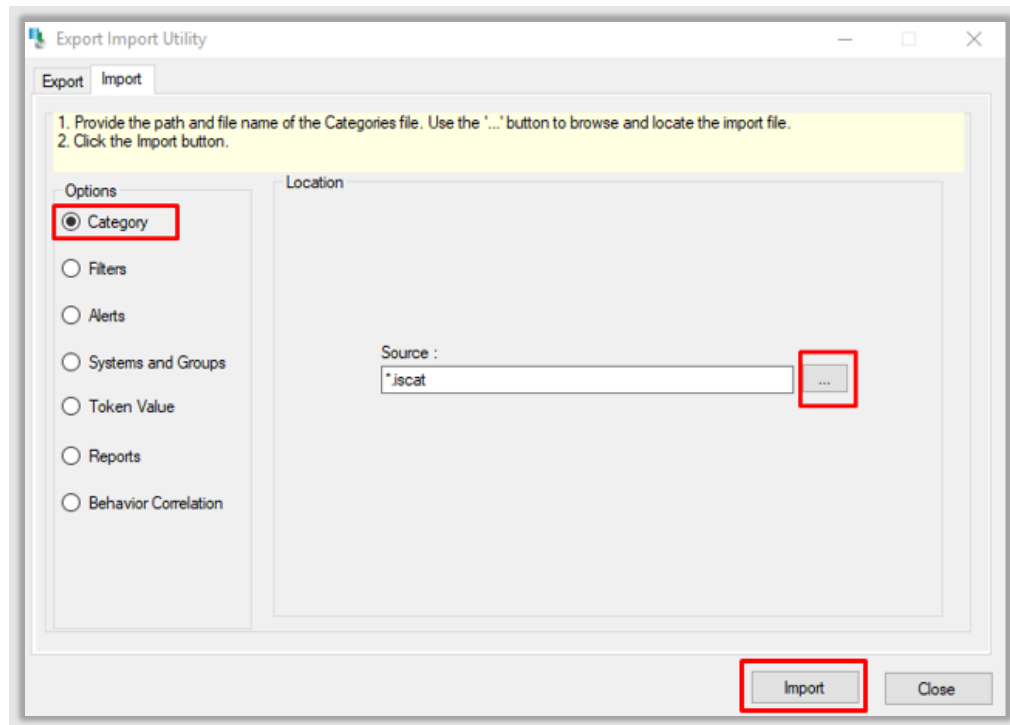 Export Import Utility
Export Import
1. Provide the path and file name of the Categories file. Use the '...' button to browse and locate the import file.
2. Click the Import button.
Options
Location
Category
Filters
Alerts
Systems and Groups
Token Value
Reports
Behavior Correlation
Source :
*.iscat
...
Import
Close